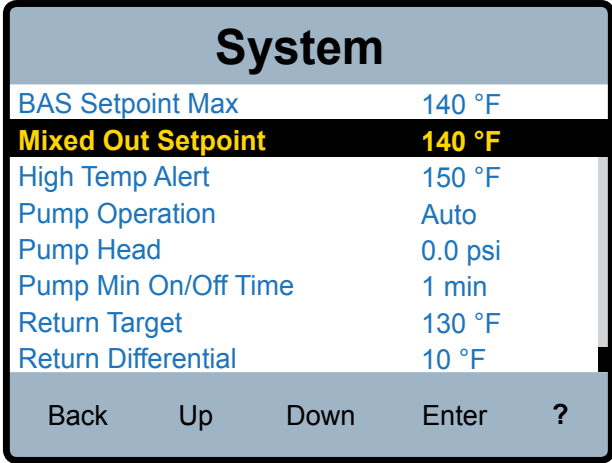 System
BAS Setpoint Max 140 °F
Mixed Out Setpoint 140 °F
High Temp Alert 150 °F
Pump Operation Auto
Pump Head 0.0 psi
Pump Min On/Off Time 1 min
Return Target 130 °F
Return Differential 10 °F
Back Up Down Enter ?